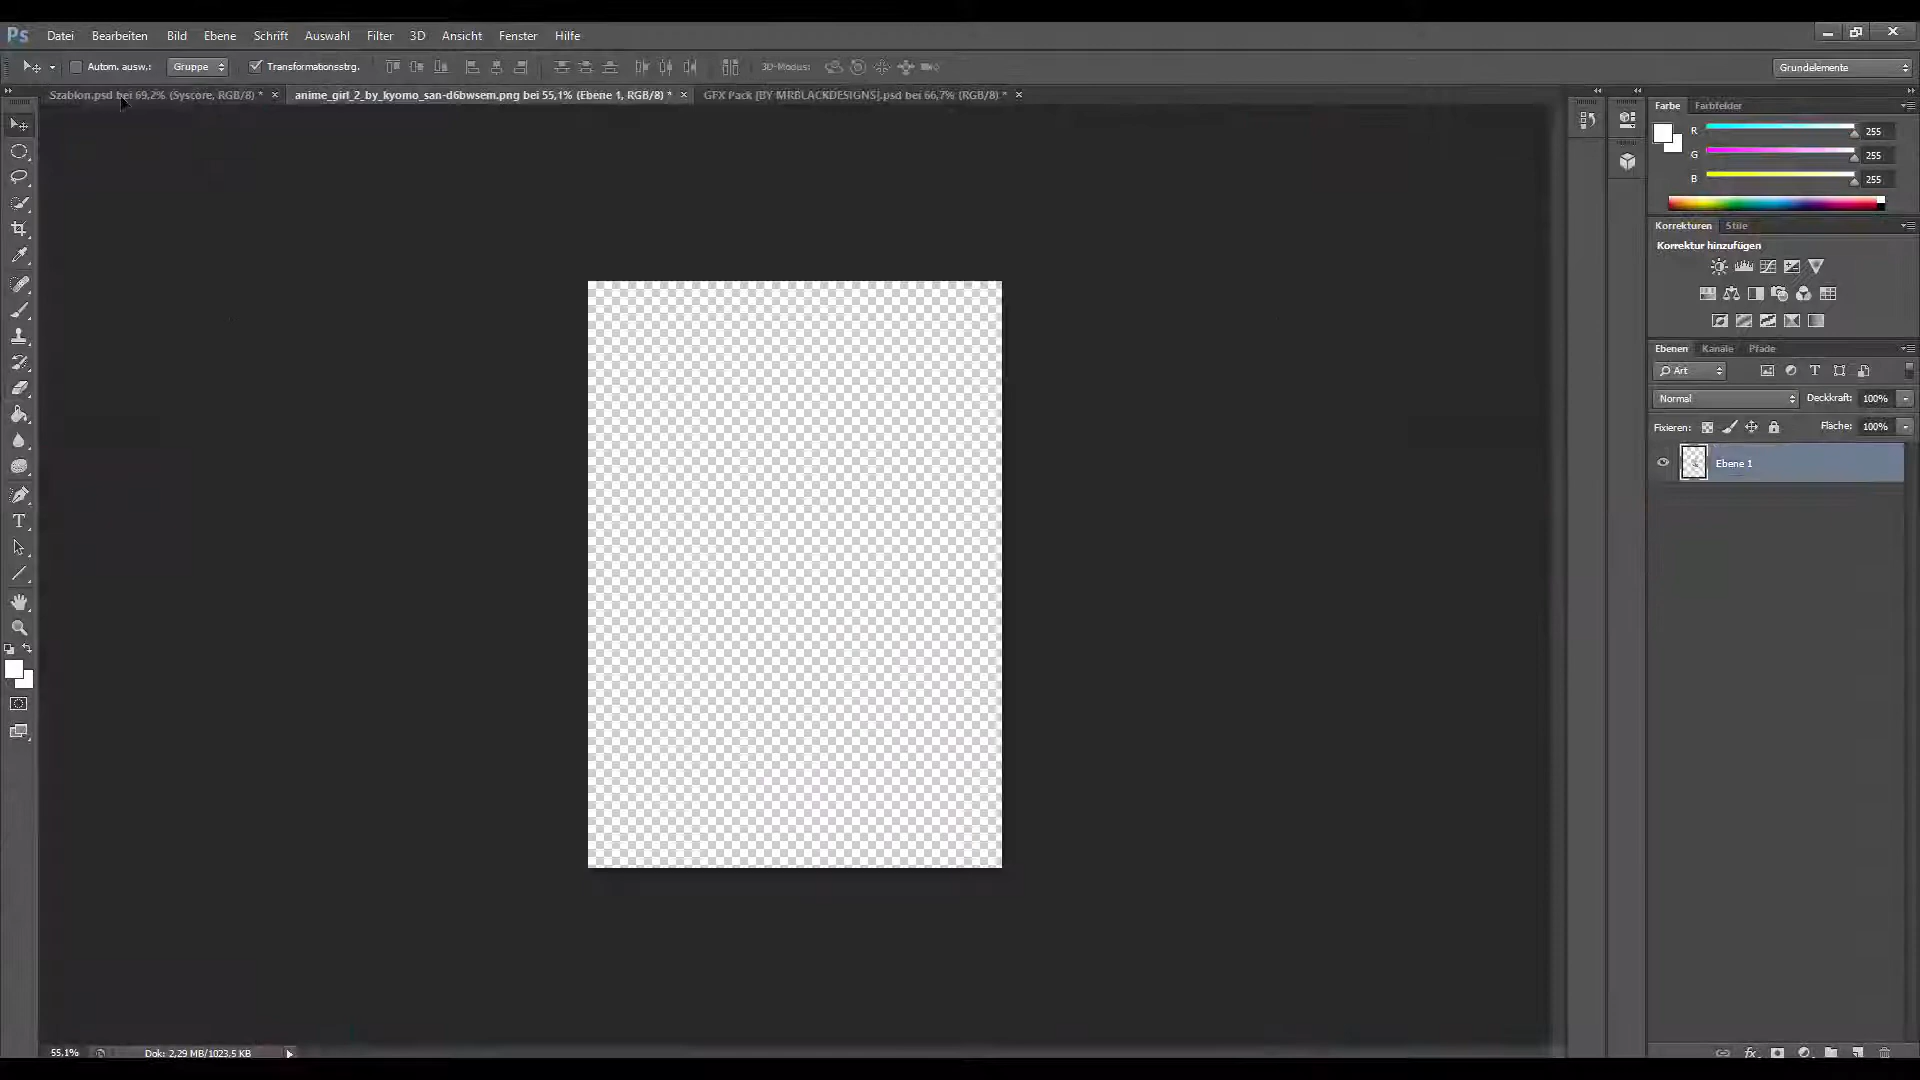 Ps Datei Bearbeiten Bild Ebene Schrift Auswahl Filter 3D Ansicht Fenster Hilfe
Autom. ausw.: Gruppe Transformationsstrg. 3D-Modus: Grundelemente
Szablon.psd bei 69,2% (Syscore, RGB/8) * × anime_girl_2_by_kyomo_san-d6bwsem.png bei 55,1% (Ebene 1, RGB/8) * × GFX Pack [BY MRBLACKDESIGNS].psd bei 66,7% (RGB/8) * ×
Farbe Farbfelder
R 255
G 255
B 255
Korrekturen Stile
Korrektur hinzufügen
Ebenen Kanäle Pfade
Art
Normal Deckkraft: 100%
Fixieren: Fläche: 100%
Ebene 1
55,1% Dok: 2,29 MB/1023,5 KB